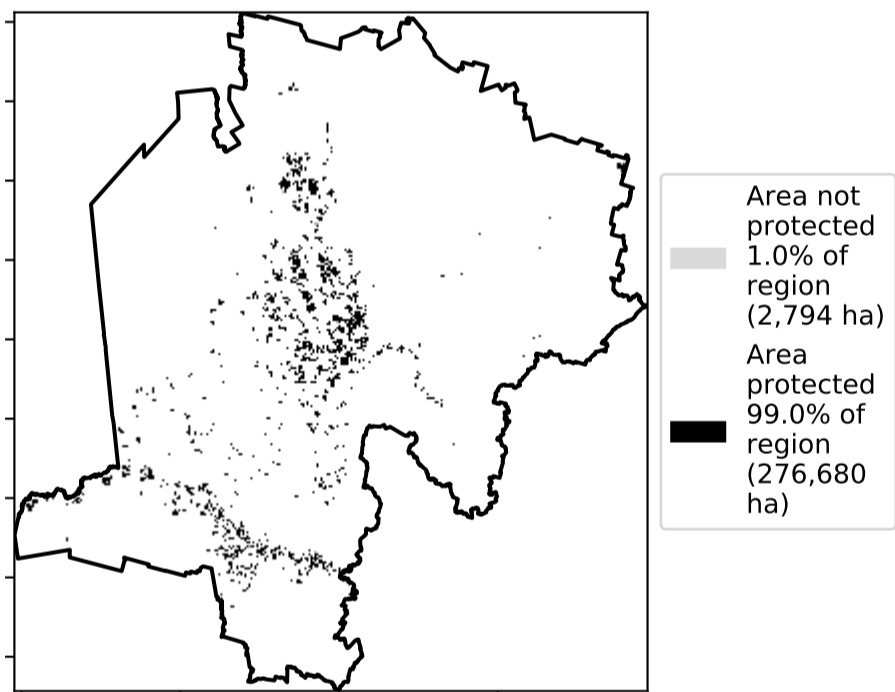 Area not
protected
1.0% of
region
(2,794 ha)
Area
protected
99.0% of
region
(276,680
ha)